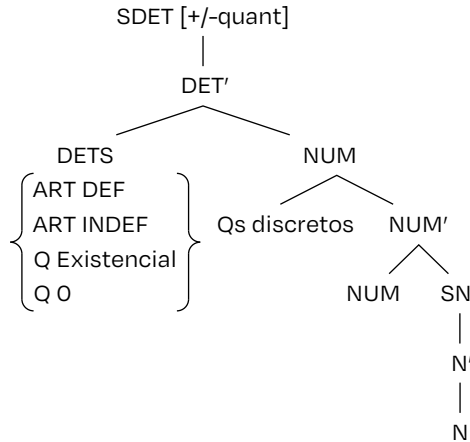 SDET [+/-quant]
DET′
DETS NUM
ART DEF
ART INDEF Qs discretos NUM′
Q Existencial
Q 0 NUM SN
N′
N